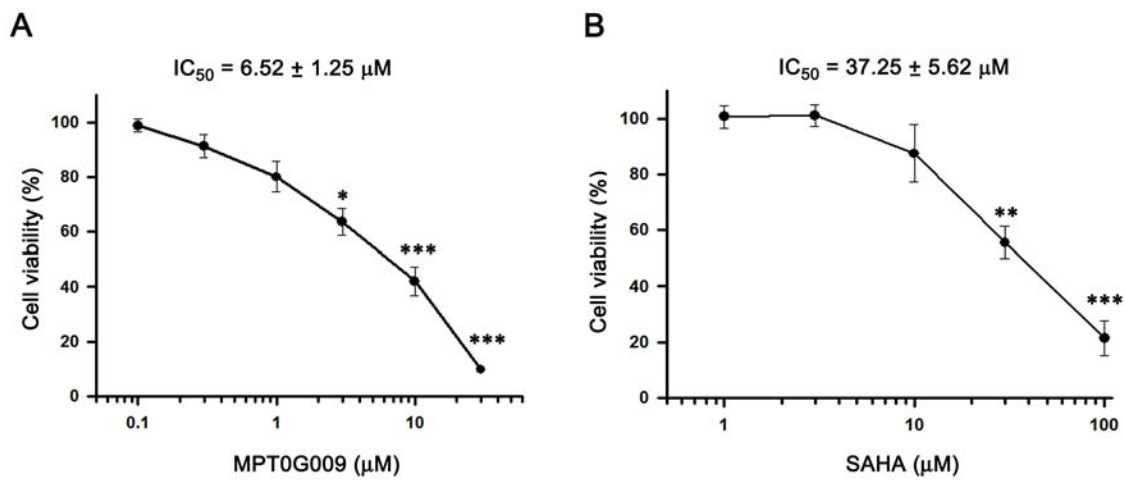 A
IC50 = 6.52 ± 1.25 µM
Cell viability (%)
100
80
60
40
20
0
*
***
***
0.1
1
10
MPT0G009 (µM)
B
IC50 = 37.25 ± 5.62 µM
Cell viability (%)
100
80
60
40
20
0
**
***
1
10
100
SAHA (µM)